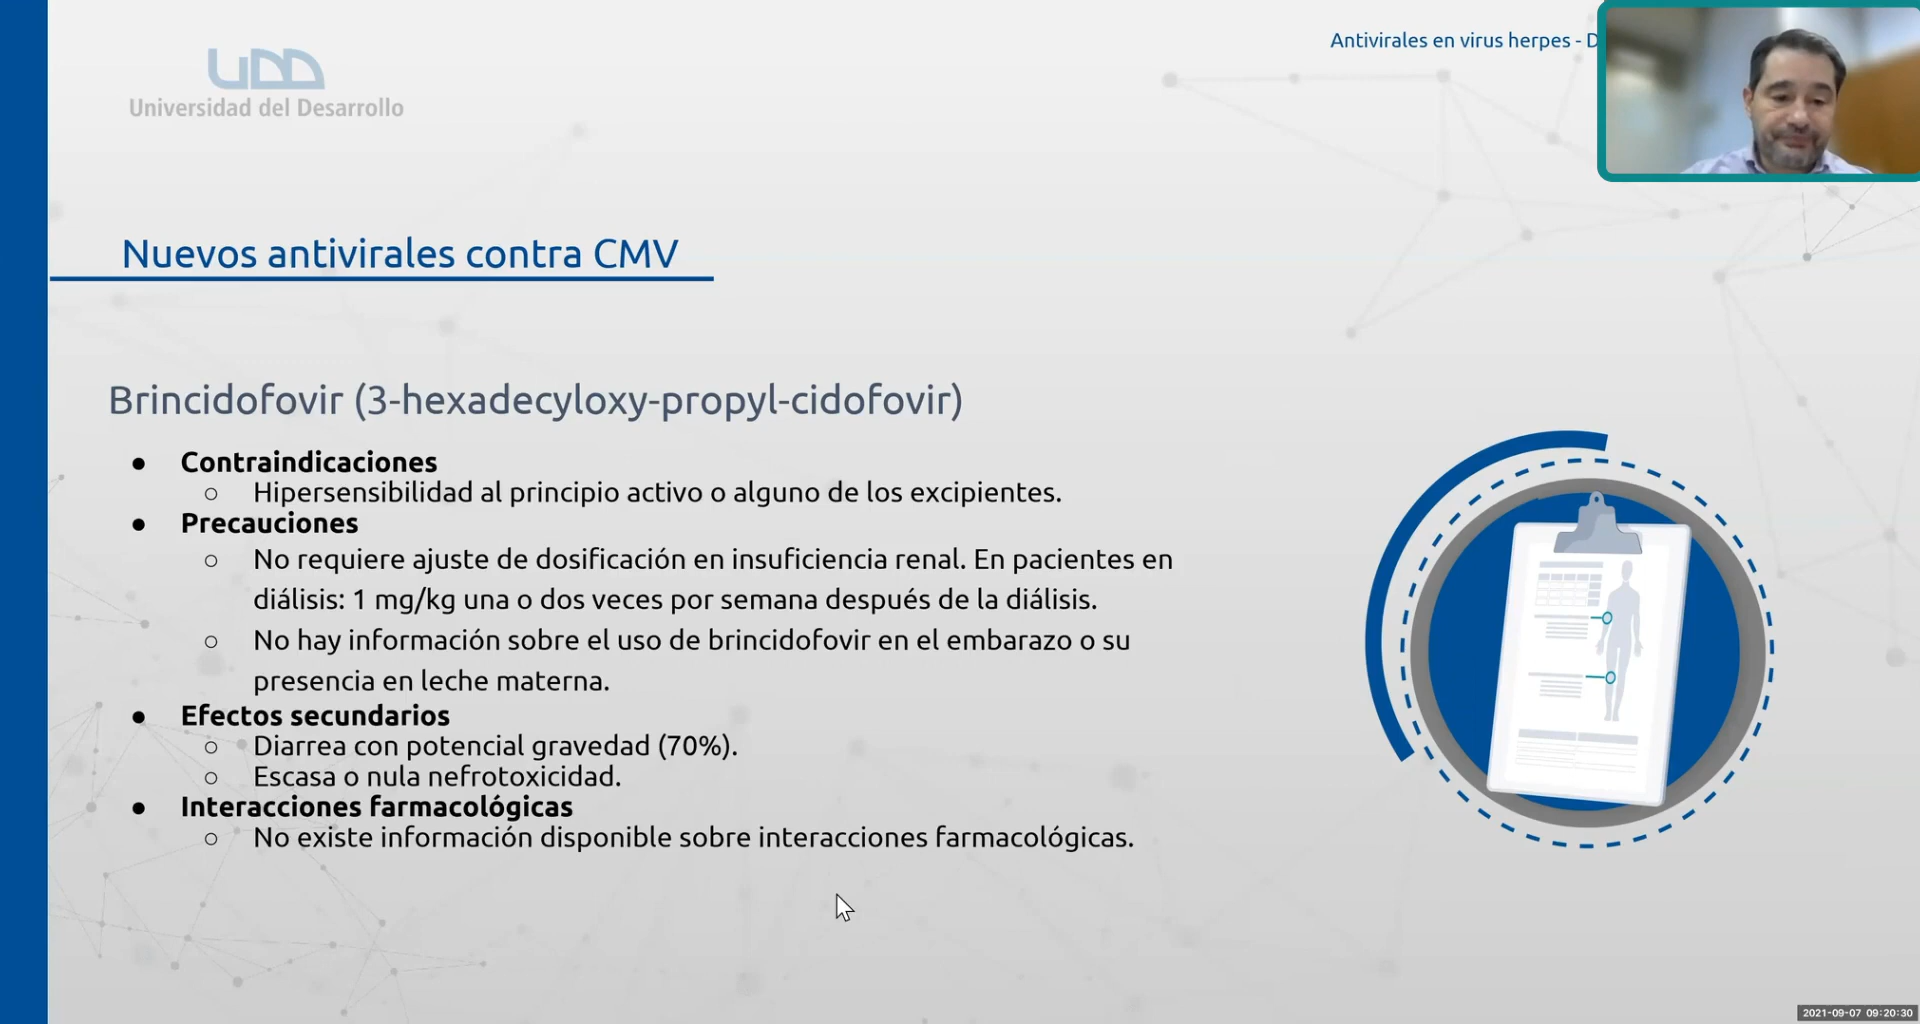 Antivirales en virus herpes - D
UDD
Universidad del Desarrollo
Nuevos antivirales contra CMV
Brincidofovir (3-hexadecyloxy-propyl-cidofovir)
● Contraindicaciones
○ Hipersensibilidad al principio activo o alguno de los excipientes.
● Precauciones
○ No requiere ajuste de dosificación en insuficiencia renal. En pacientes en
diálisis: 1 mg/kg una o dos veces por semana después de la diálisis.
○ No hay información sobre el uso de brincidofovir en el embarazo o su
presencia en leche materna.
● Efectos secundarios
○ Diarrea con potencial gravedad (70%).
○ Escasa o nula nefrotoxicidad.
● Interacciones farmacológicas
○ No existe información disponible sobre interacciones farmacológicas.
2021-09-07 09:20:30